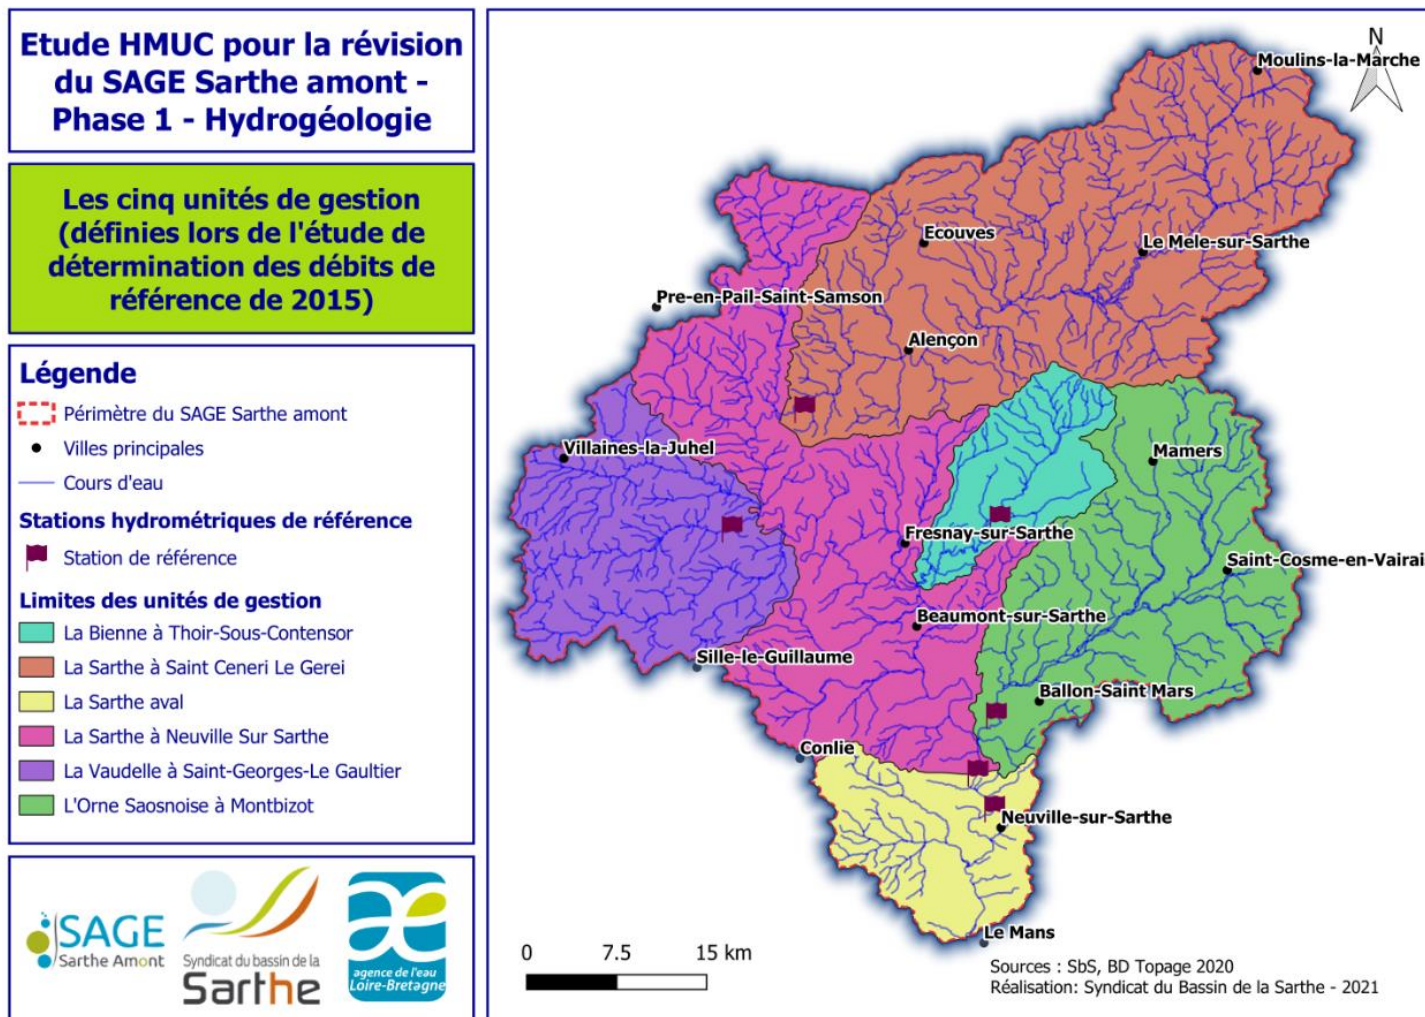 Etude HMUC pour la révision
du SAGE Sarthe amont -
Phase 1 - Hydrogéologie
Les cinq unités de gestion
(définies lors de l'étude de
détermination des débits de
référence de 2015)
Légende
Périmètre du SAGE Sarthe amont
Villes principales
Cours d'eau
Stations hydrométriques de référence
Station de référence
Limites des unités de gestion
La Bienne à Thoir-Sous-Contensor
La Sarthe à Saint Ceneri Le Gerei
La Sarthe aval
La Sarthe à Neuville Sur Sarthe
La Vaudelle à Saint-Georges-Le Gaultier
L'Orne Saosnoise à Montbizot
SAGE
Sarthe Amont
Syndicat du bassin de la
Sarthe
ae
agence de l'eau
Loire-Bretagne
N
Moulins-la-Marche
Ecouves
Le Mele-sur-Sarthe
Pre-en-Pail-Saint-Samson
Alençon
Villaines-la-Juhel
Mamers
Fresnay-sur-Sarthe
Saint-Cosme-en-Vairai
Beaumont-sur-Sarthe
Sille-le-Guillaume
Ballon-Saint Mars
Conlie
Neuville-sur-Sarthe
Le Mans
0 7.5 15 km
Sources : SbS, BD Topage 2020
Réalisation: Syndicat du Bassin de la Sarthe - 2021